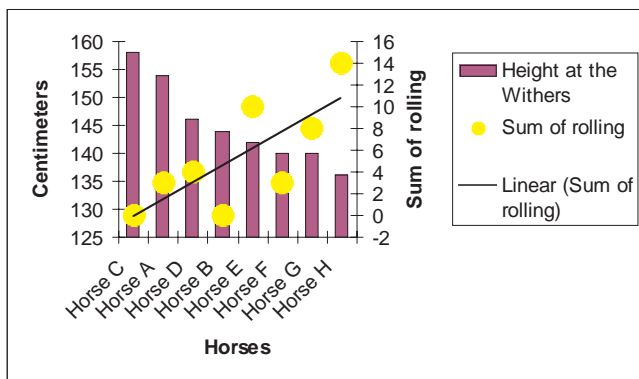 160
155
150
145
140
135
130
125
Centimeters
16
14
12
10
8
6
4
2
0
-2
Sum of rolling
Horse C
Horse A
Horse D
Horse B
Horse E
Horse F
Horse G
Horse H
Horses
Height at the
Withers
Sum of rolling
Linear (Sum of
rolling)